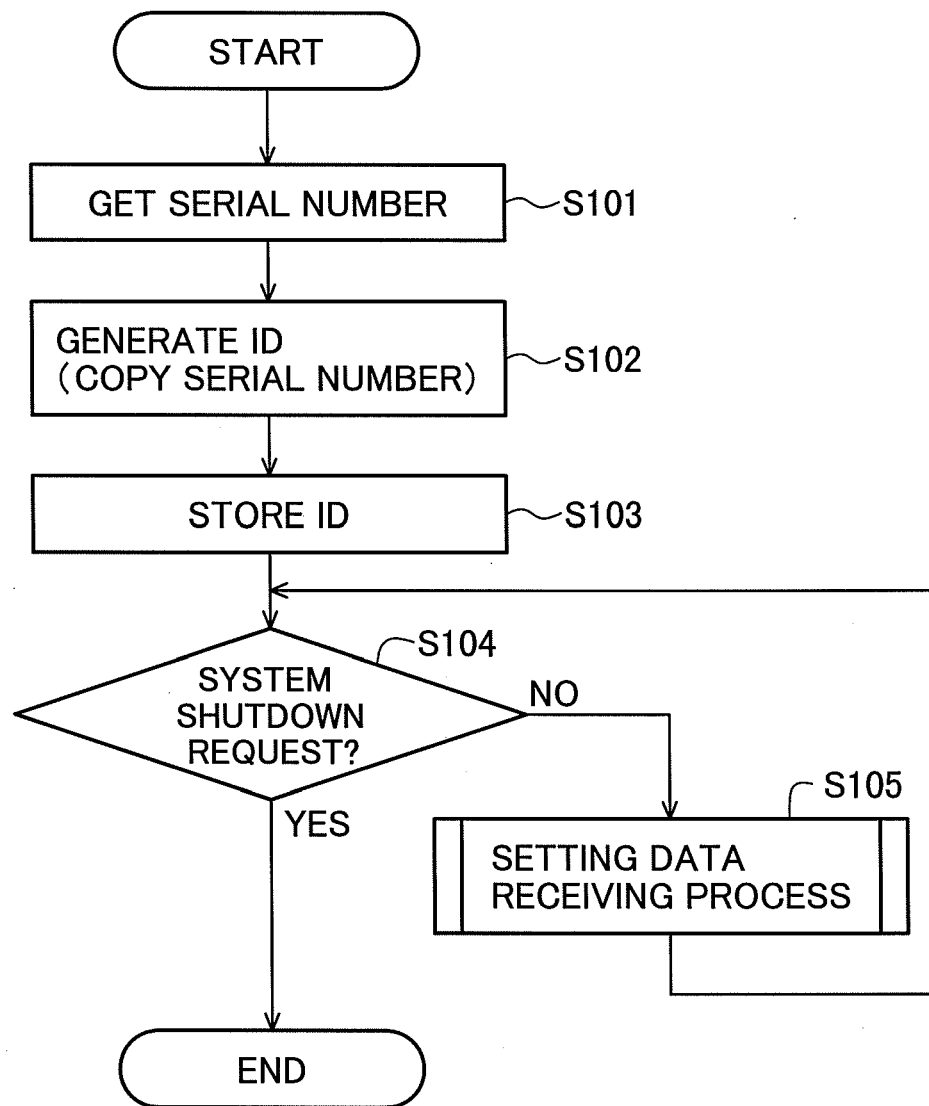 START
GET SERIAL NUMBER
S101
GENERATE ID
(COPY SERIAL NUMBER)
S102
STORE ID
S103
S104
SYSTEM
SHUTDOWN
REQUEST?
NO
YES
S105
SETTING DATA
RECEIVING PROCESS
END